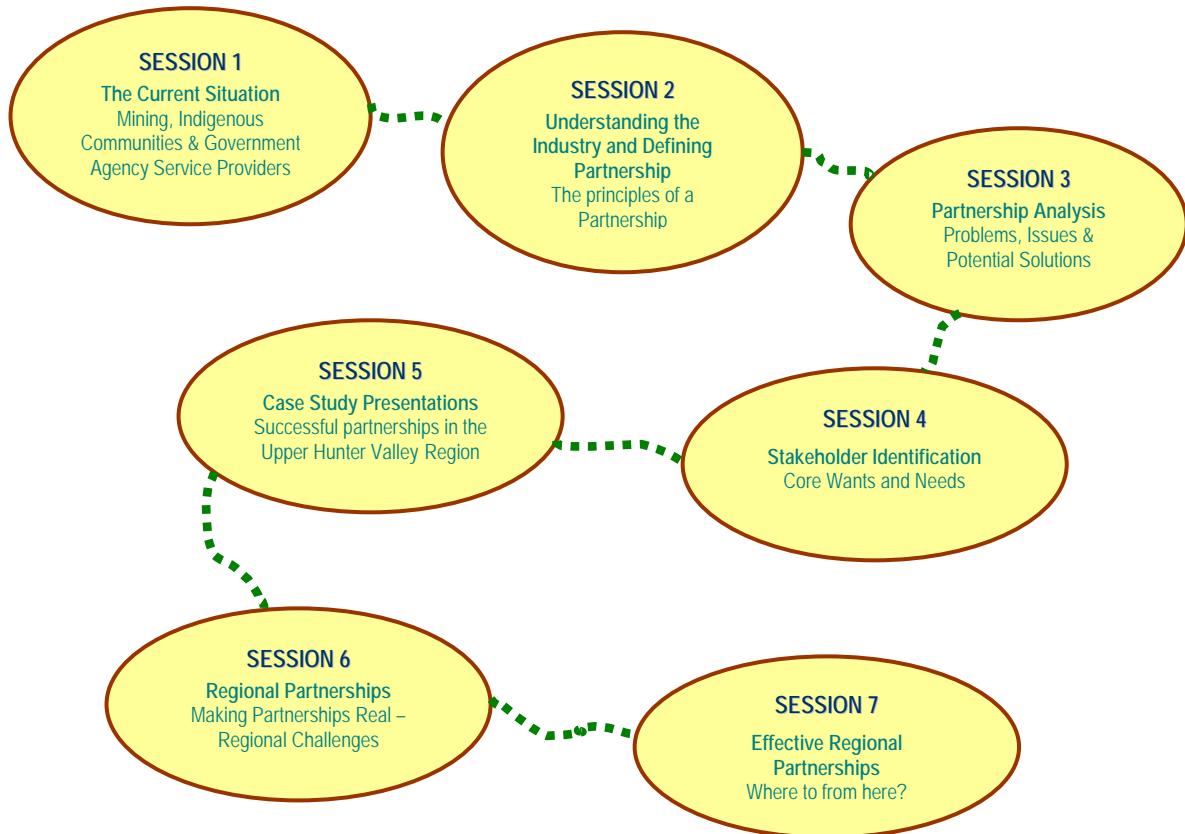 SESSION 1
The Current Situation
Mining, Indigenous
Communities & Government
Agency Service Providers
SESSION 2
Understanding the
Industry and Defining
Partnership
The principles of a
Partnership
SESSION 3
Partnership Analysis
Problems, Issues &
Potential Solutions
SESSION 4
Stakeholder Identification
Core Wants and Needs
SESSION 5
Case Study Presentations
Successful partnerships in the
Upper Hunter Valley Region
SESSION 6
Regional Partnerships
Making Partnerships Real –
Regional Challenges
SESSION 7
Effective Regional
Partnerships
Where to from here?